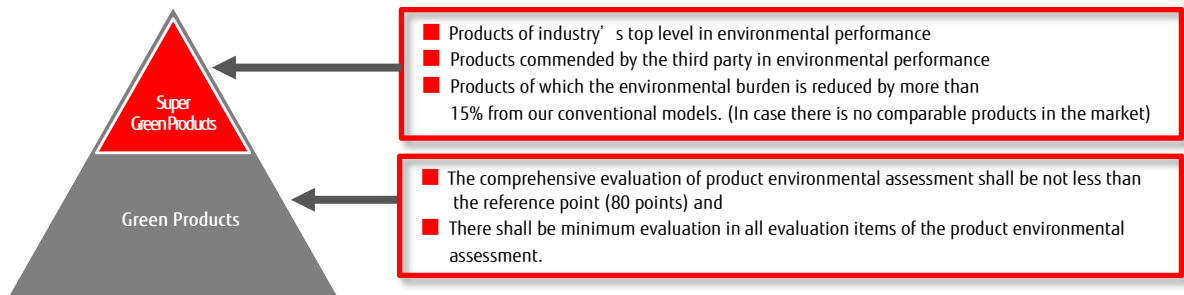 Super
Green Products
Green Products
■ Products of industry’s top level in environmental performance
■ Products commended by the third party in environmental performance
■ Products of which the environmental burden is reduced by more than
15% from our conventional models. (In case there is no comparable products in the market)
■ The comprehensive evaluation of product environmental assessment shall be not less than
the reference point (80 points) and
■ There shall be minimum evaluation in all evaluation items of the product environmental
assessment.